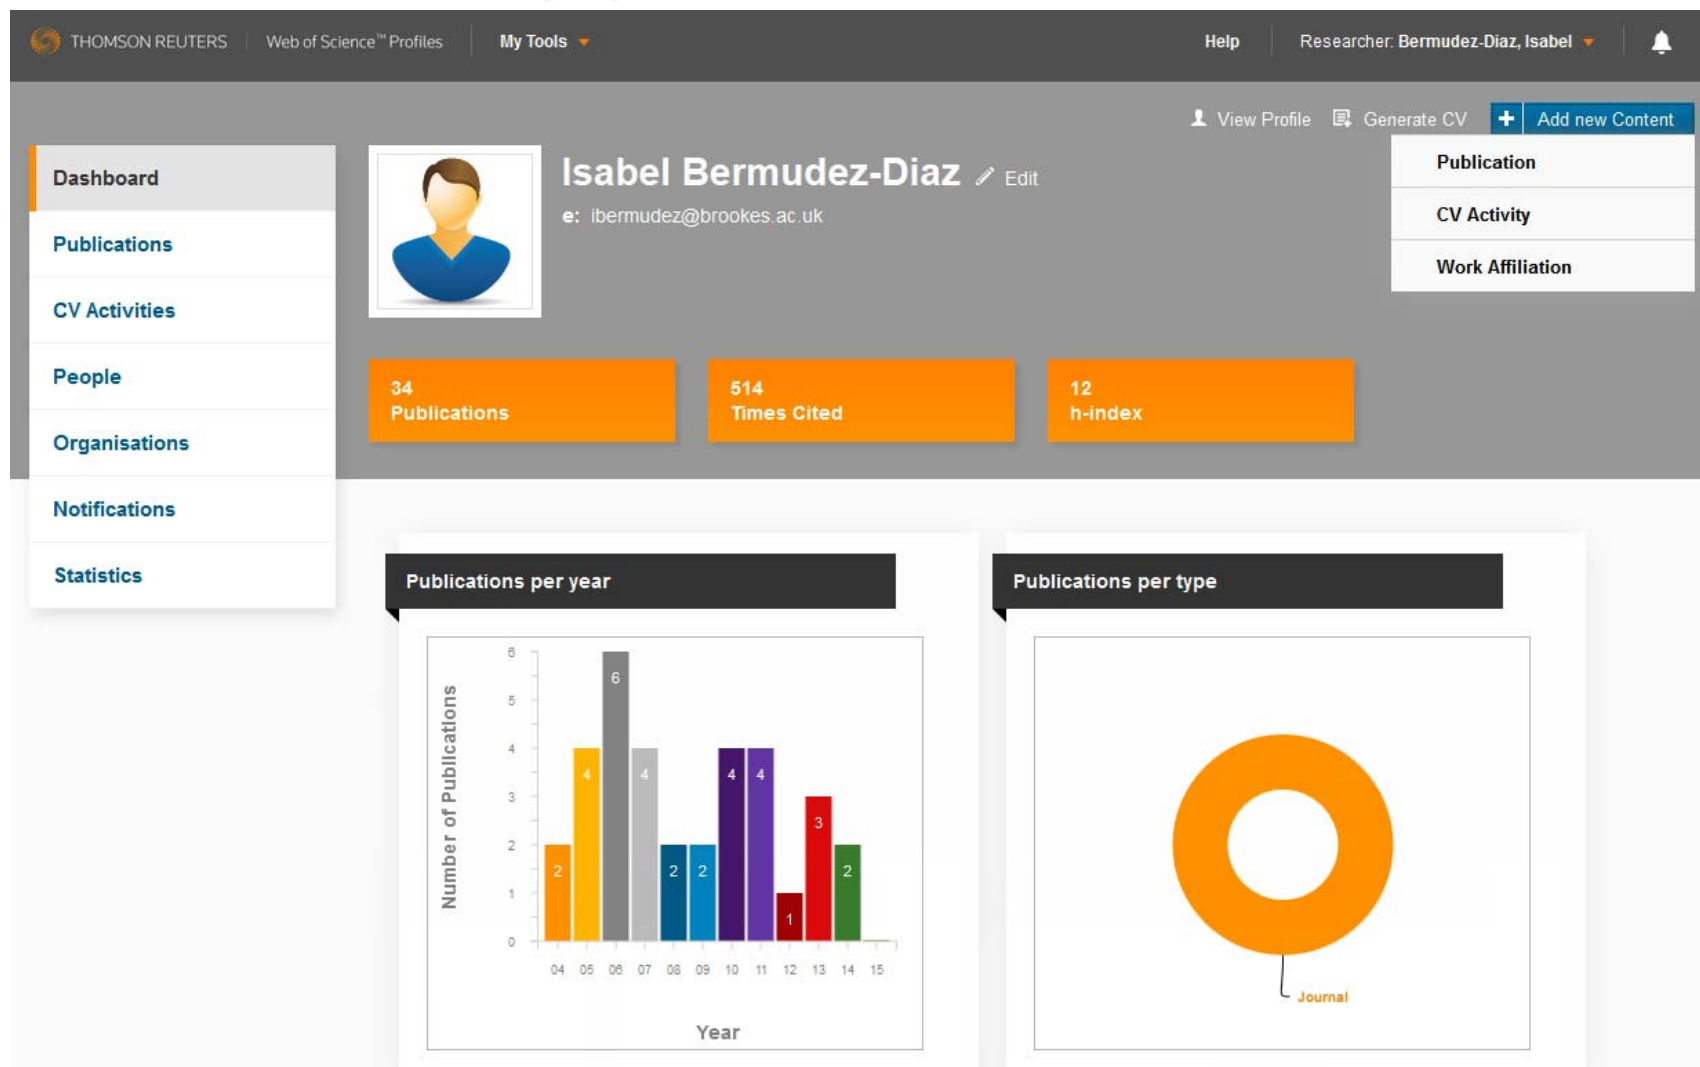 THOMSON REUTERS Web of Science™ Profiles My Tools Help Researcher: Bermudez-Diaz, Isabel
View Profile Generate CV + Add new Content
Publication
CV Activity
Work Affiliation
Dashboard
Publications
CV Activities
People
Organisations
Notifications
Statistics
Isabel Bermudez-Diaz Edit
e: ibermudez@brookes.ac.uk
34
Publications
514
Times Cited
12
h-index
Publications per year
Number of Publications
6
5
4
3
2
1
0
2 4 6 4 2 2 4 4 1 3 2
04 05 06 07 08 09 10 11 12 13 14 15
Year
Publications per type
Journal